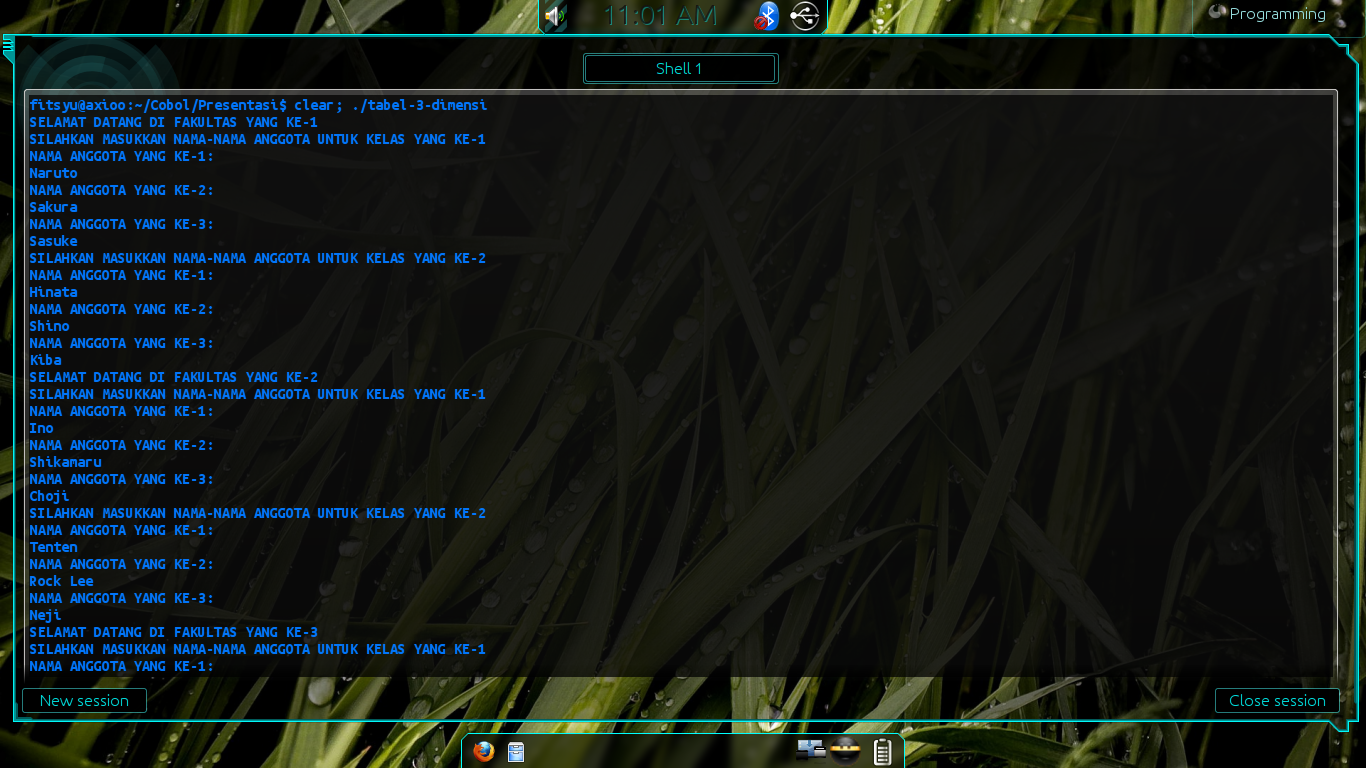 11:01 AM
Programming
Shell 1
fitsyu@axioo:~/Cobol/Presentasi$ clear; ./tabel-3-dimensi
SELAMAT DATANG DI FAKULTAS YANG KE-1
SILAHKAN MASUKKAN NAMA-NAMA ANGGOTA UNTUK KELAS YANG KE-1
NAMA ANGGOTA YANG KE-1:
Naruto
NAMA ANGGOTA YANG KE-2:
Sakura
NAMA ANGGOTA YANG KE-3:
Sasuke
SILAHKAN MASUKKAN NAMA-NAMA ANGGOTA UNTUK KELAS YANG KE-2
NAMA ANGGOTA YANG KE-1:
Hinata
NAMA ANGGOTA YANG KE-2:
Shino
NAMA ANGGOTA YANG KE-3:
Kiba
SELAMAT DATANG DI FAKULTAS YANG KE-2
SILAHKAN MASUKKAN NAMA-NAMA ANGGOTA UNTUK KELAS YANG KE-1
NAMA ANGGOTA YANG KE-1:
Ino
NAMA ANGGOTA YANG KE-2:
Shikamaru
NAMA ANGGOTA YANG KE-3:
Choji
SILAHKAN MASUKKAN NAMA-NAMA ANGGOTA UNTUK KELAS YANG KE-2
NAMA ANGGOTA YANG KE-1:
Tenten
NAMA ANGGOTA YANG KE-2:
Rock Lee
NAMA ANGGOTA YANG KE-3:
Neji
SELAMAT DATANG DI FAKULTAS YANG KE-3
SILAHKAN MASUKKAN NAMA-NAMA ANGGOTA UNTUK KELAS YANG KE-1
NAMA ANGGOTA YANG KE-1:
New session
Close session